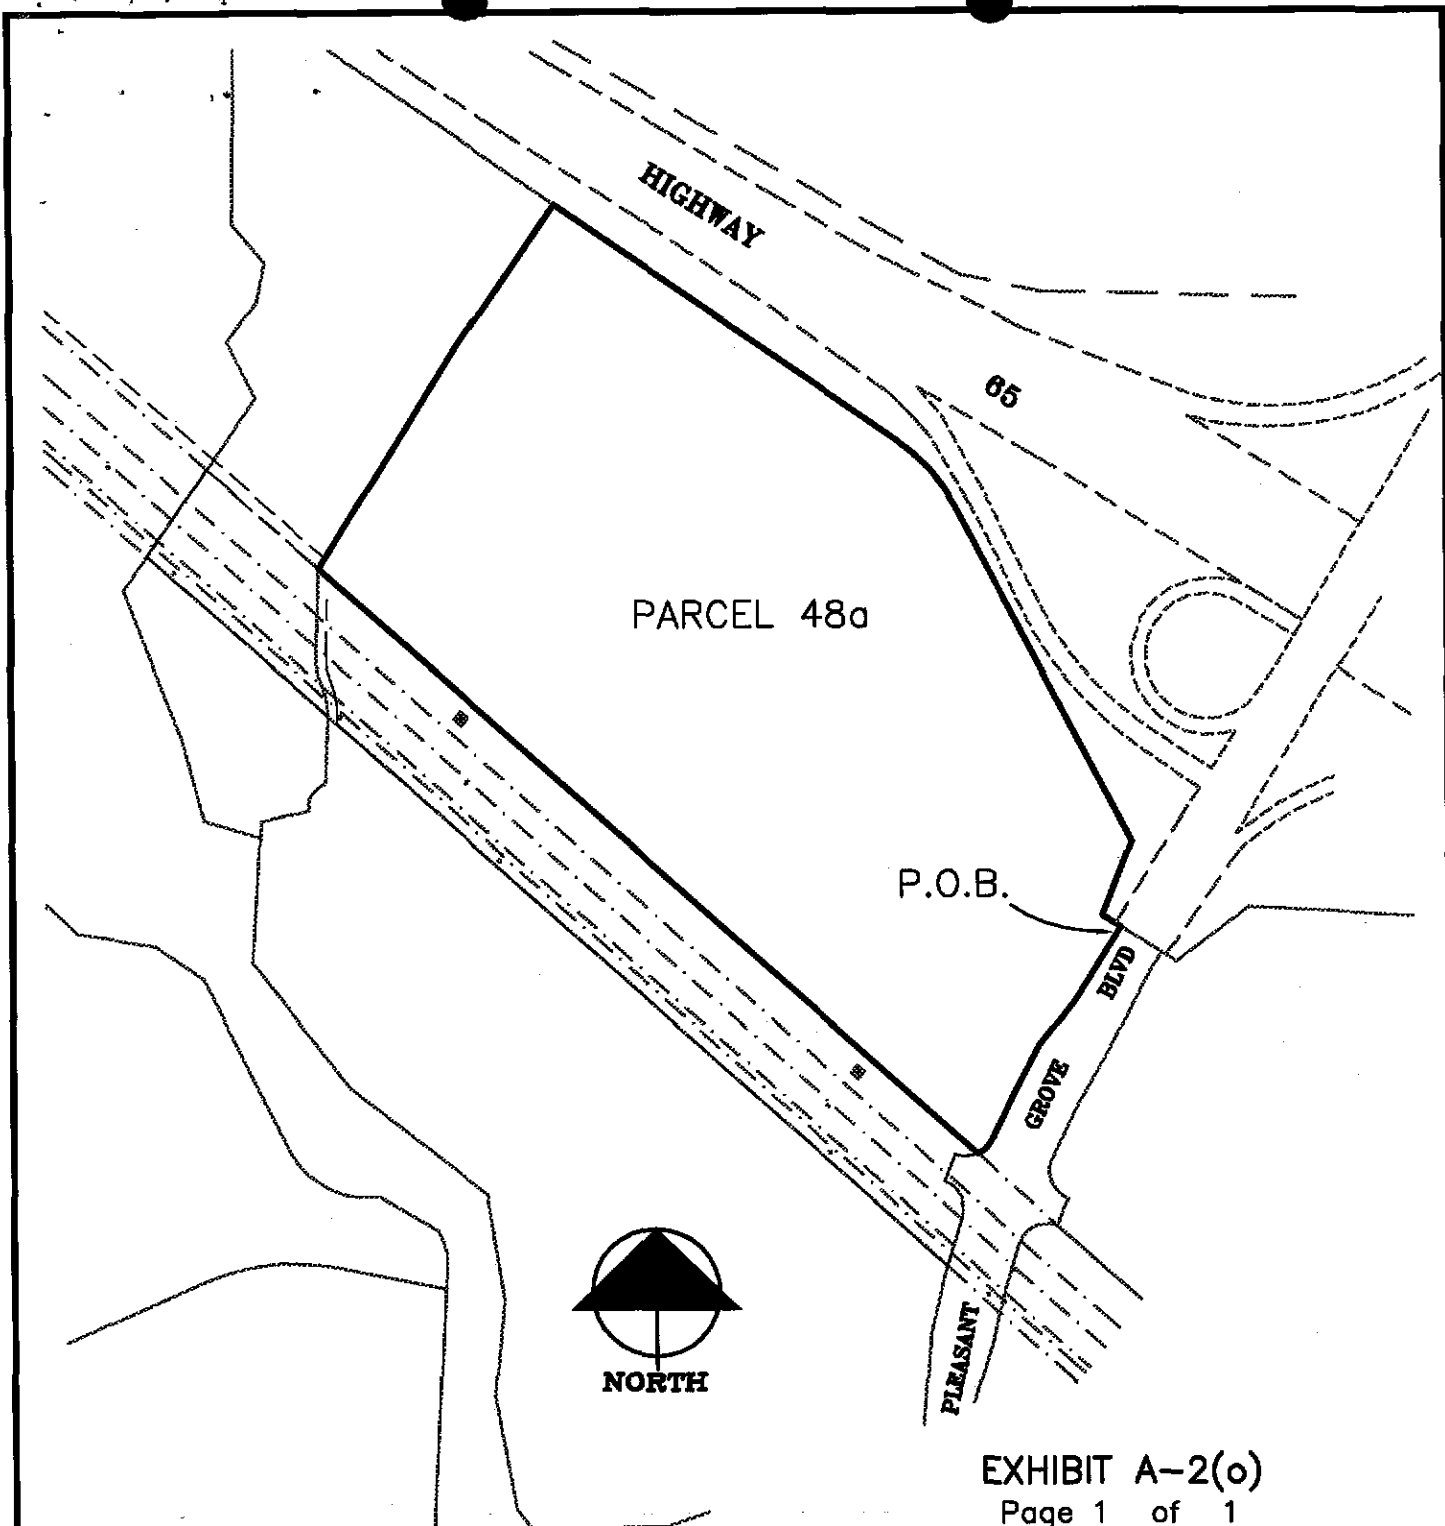 HIGHWAY
65
PARCEL 48a
P.O.B.
BLVD
GROVE
PLEASANT
NORTH
EXHIBIT A-2(o)
Page 1 of 1